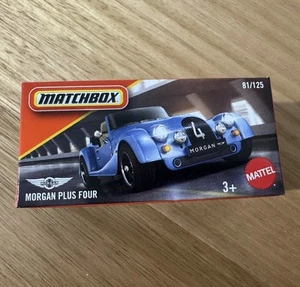 MATCHBOX
81/125
4
MORGAN
MORGAN PLUS FOUR
3+
MATTEL